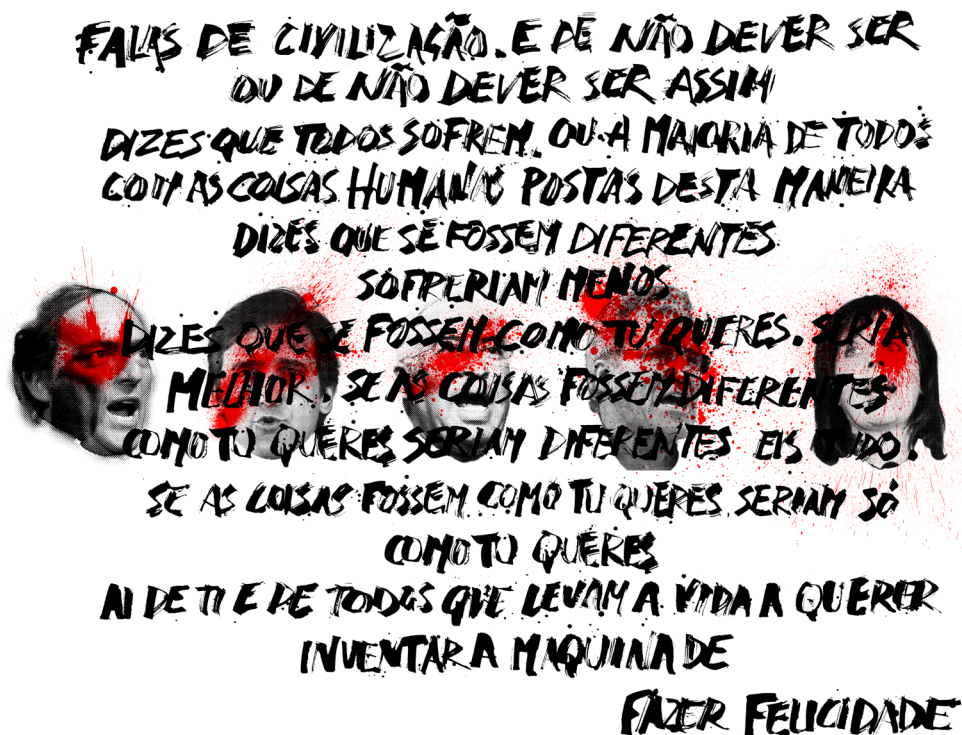 FALAS DE CIVILIZAÇÃO. E DE NÃO DEVER SER
OU DE NÃO DEVER SER ASSIM
DIZES QUE TODOS SOFREM. OU A MAIORIA DE TODOS
COM AS COISAS HUMANAS POSTAS DESTA MANEIRA
DIZES QUE SE FOSSEM DIFERENTES
SOFRERIAM MENOS
DIZES QUE SE FOSSEM COMO TU QUERES. SERIA
MELHOR. SE AS COISAS FOSSEM DIFERENTES
COMO TU QUERES SERIAM DIFERENTES EIS TUDO.
SE AS COISAS FOSSEM COMO TU QUERES SERIAM SÓ
COMO TU QUERES
AI DE TI E DE TODOS QUE LEVAM A VIDA A QUERER
INVENTAR A MAQUINA DE
FAZER FELICIDADE